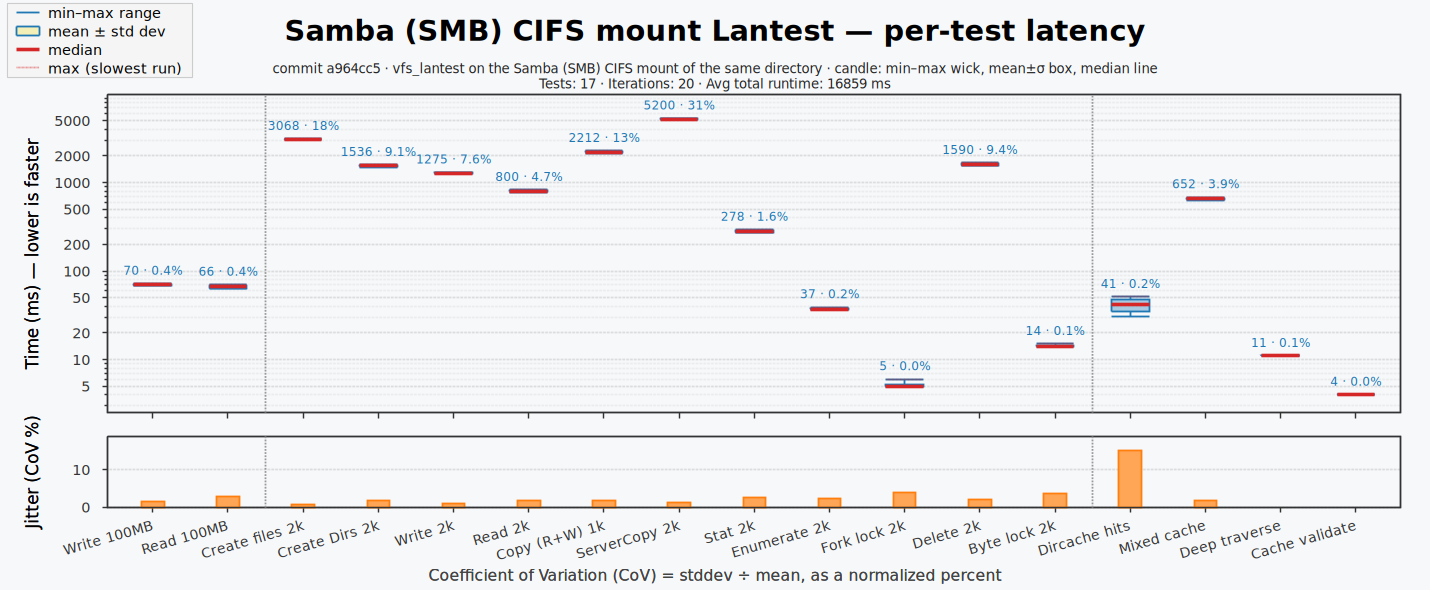 min–max range
mean ± std dev
median
max (slowest run)
Samba (SMB) CIFS mount Lantest — per-test latency
commit a964cc5 · vfs_lantest on the Samba (SMB) CIFS mount of the same directory · candle: min–max wick, mean±σ box, median line
Tests: 17 · Iterations: 20 · Avg total runtime: 16859 ms
Time (ms) — lower is faster
5000
2000
1000
500
200
100
50
20
10
5
70 · 0.4%
66 · 0.4%
3068 · 18%
1536 · 9.1%
1275 · 7.6%
800 · 4.7%
2212 · 13%
5200 · 31%
278 · 1.6%
37 · 0.2%
5 · 0.0%
1590 · 9.4%
14 · 0.1%
41 · 0.2%
652 · 3.9%
11 · 0.1%
4 · 0.0%
Jitter (CoV %)
10
0
Write 100MB
Read 100MB
Create files 2k
Create Dirs 2k
Write 2k
Read 2k
Copy (R+W) 1k
ServerCopy 2k
Stat 2k
Enumerate 2k
Fork lock 2k
Delete 2k
Byte lock 2k
Dircache hits
Mixed cache
Deep traverse
Cache validate
Coefficient of Variation (CoV) = stddev ÷ mean, as a normalized percent